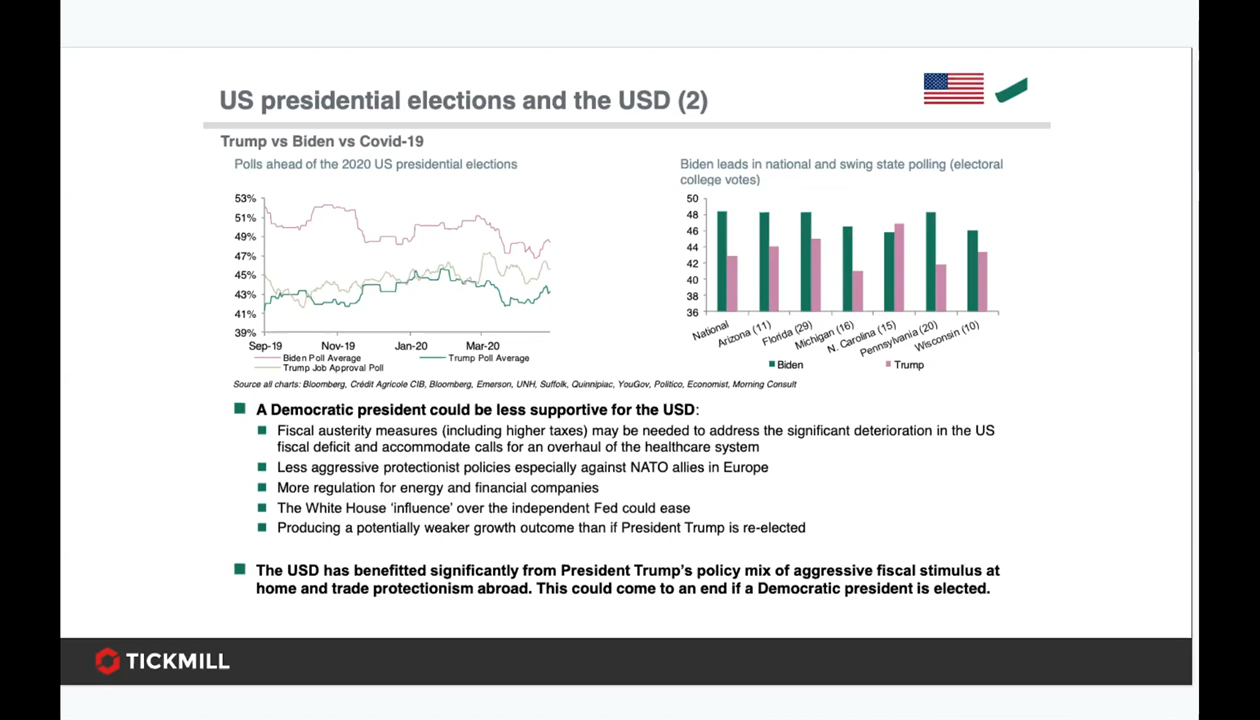 US presidential elections and the USD (2)
Trump vs Biden vs Covid-19
Polls ahead of the 2020 US presidential elections
53%
51%
49%
47%
45%
43%
41%
39%
Sep-19 Nov-19 Jan-20 Mar-20
Biden Poll Average Trump Poll Average
Trump Job Approval Poll
Biden leads in national and swing state polling (electoral
college votes)
50
48
46
44
42
40
38
36
National Arizona (11) Florida (29) Michigan (16) N. Carolina (15) Pennsylvania (20) Wisconsin (10)
Biden Trump
Source all charts: Bloomberg, Crédit Agricole CIB, Bloomberg, Emerson, UNH, Suffolk, Quinnipiac, YouGov, Politico, Economist, Morning Consult
A Democratic president could be less supportive for the USD:
Fiscal austerity measures (including higher taxes) may be needed to address the significant deterioration in the US
fiscal deficit and accommodate calls for an overhaul of the healthcare system
Less aggressive protectionist policies especially against NATO allies in Europe
More regulation for energy and financial companies
The White House ‘influence’ over the independent Fed could ease
Producing a potentially weaker growth outcome than if President Trump is re-elected
The USD has benefitted significantly from President Trump’s policy mix of aggressive fiscal stimulus at
home and trade protectionism abroad. This could come to an end if a Democratic president is elected.
TICKMILL